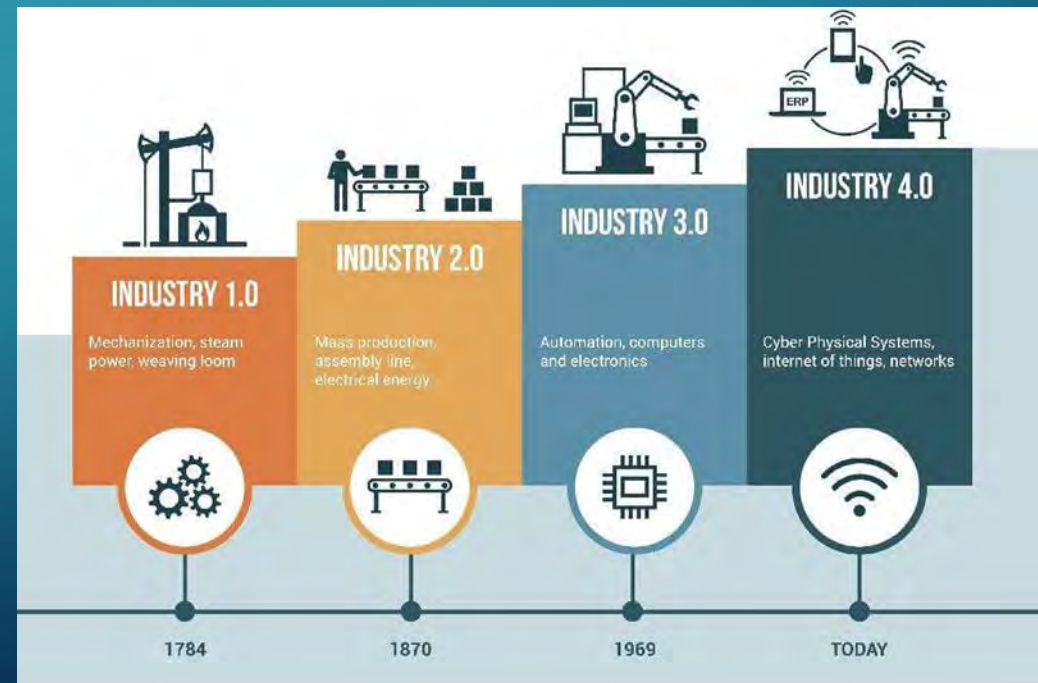 ERP
INDUSTRY 1.0
Mechanization, steam
power, weaving loom
INDUSTRY 2.0
Mass production,
assembly line,
electrical energy
INDUSTRY 3.0
Automation, computers
and electronics
INDUSTRY 4.0
Cyber Physical Systems,
internet of things, networks
1784
1870
1969
TODAY